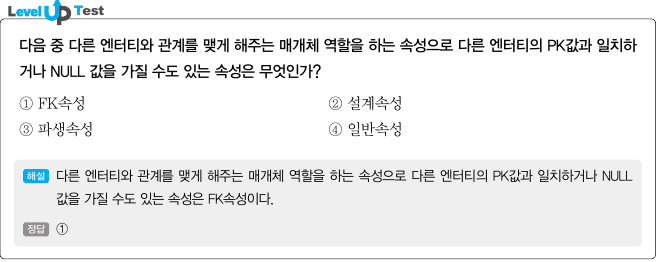 Level UP Test
다음 중 다른 엔터티와 관계를 맺게 해주는 매개체 역할을 하는 속성으로 다른 엔터티의 PK값과 일치하
거나 NULL 값을 가질 수도 있는 속성은 무엇인가?
① FK속성 ② 설계속성
③ 파생속성 ④ 일반속성
해설 다른 엔터티와 관계를 맺게 해주는 매개체 역할을 하는 속성으로 다른 엔터티의 PK값과 일치하거나 NULL
값을 가질 수도 있는 속성은 FK속성이다.
정답 ①